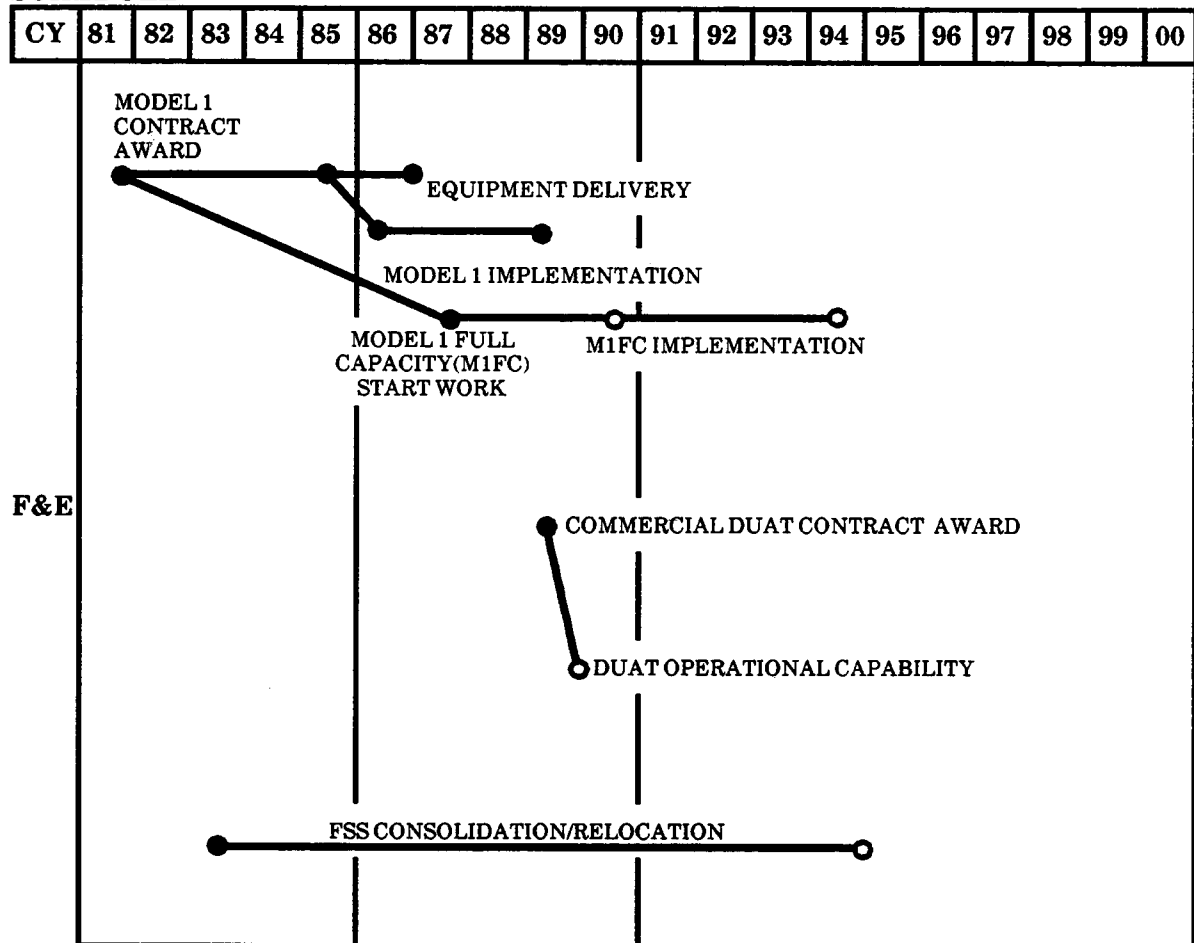 CY 81 82 83 84 85 86 87 88 89 90 91 92 93 94 95 96 97 98 99 00
MODEL 1
CONTRACT
AWARD
EQUIPMENT DELIVERY
MODEL 1 IMPLEMENTATION
MODEL 1 FULL
CAPACITY(M1FC)
START WORK
M1FC IMPLEMENTATION
F&E
COMMERCIAL DUAT CONTRACT AWARD
DUAT OPERATIONAL CAPABILITY
FSS CONSOLIDATION/RELOCATION